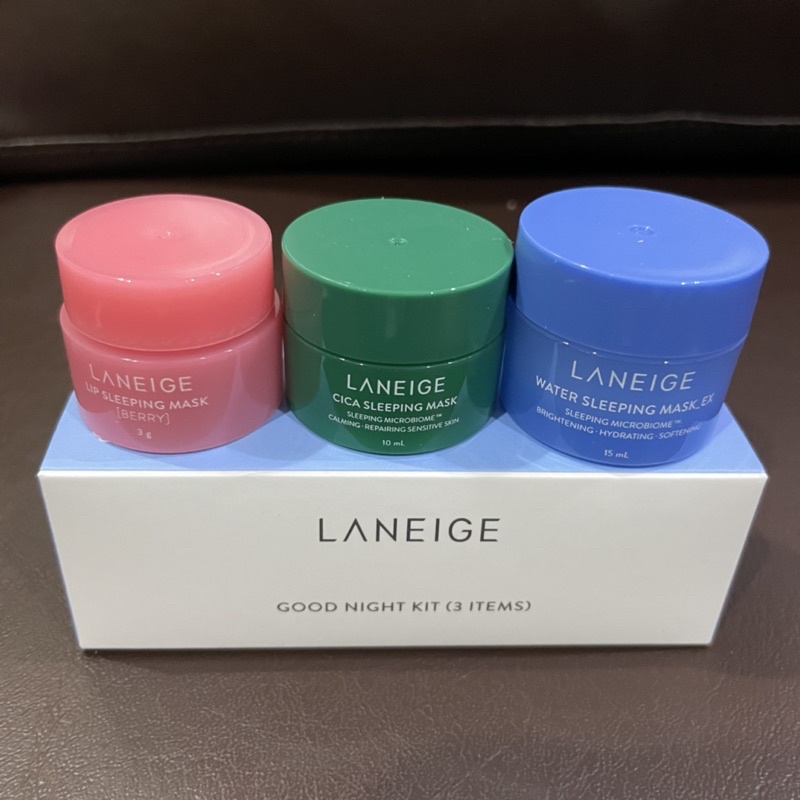 LANEIGE
LIP SLEEPING MASK
[BERRY]
3 g
LANEIGE
CICA SLEEPING MASK
SLEEPING MICROBIOME™
CALMING · REPAIRING SENSITIVE SKIN
10 mL
LANEIGE
WATER SLEEPING MASK_EX
SLEEPING MICROBIOME™
BRIGHTENING · HYDRATING · SOFTENING
15 mL
LANEIGE
GOOD NIGHT KIT (3 ITEMS)